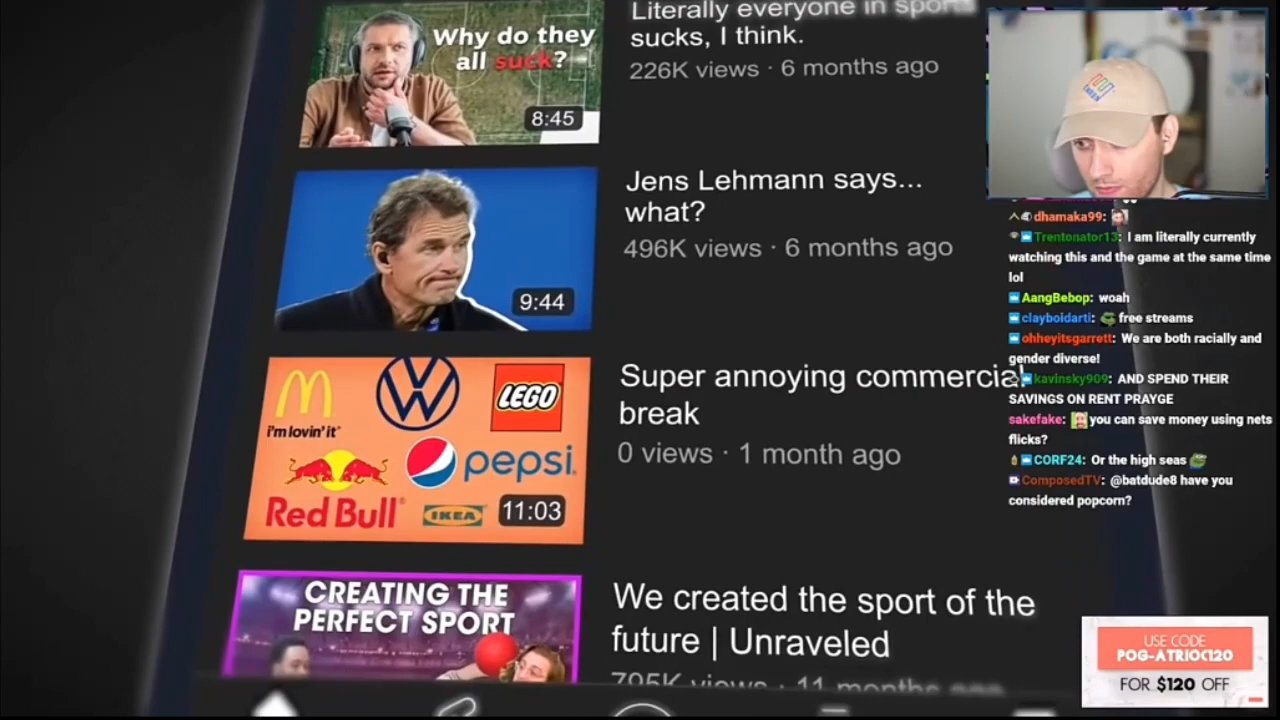 Why do they
all suck?
8:45
Literally everyone in sports
sucks, I think.
226K views · 6 months ago
9:44
Jens Lehmann says...
what?
496K views · 6 months ago
i'm lovin' it
LEGO
pepsi
Red Bull
IKEA
11:03
Super annoying commercial
break
0 views · 1 month ago
CREATING THE
PERFECT SPORT
We created the sport of the
future | Unraveled
795K views · 11 months ago
dhamaka99:
Trentonator13: I am literally currently
watching this and the game at the same time
lol
AangBebop: woah
clayboidarti: free streams
ohheyitsgarrett: We are both racially and
gender diverse!
kavinsky909: AND SPEND THEIR
SAVINGS ON RENT PRAYGE
sakefake: you can save money using nets
flicks?
CORF24: Or the high seas
ComposedTV: @batdude8 have you
considered popcorn?
USE CODE
POG-ATRIOC120
FOR $120 OFF